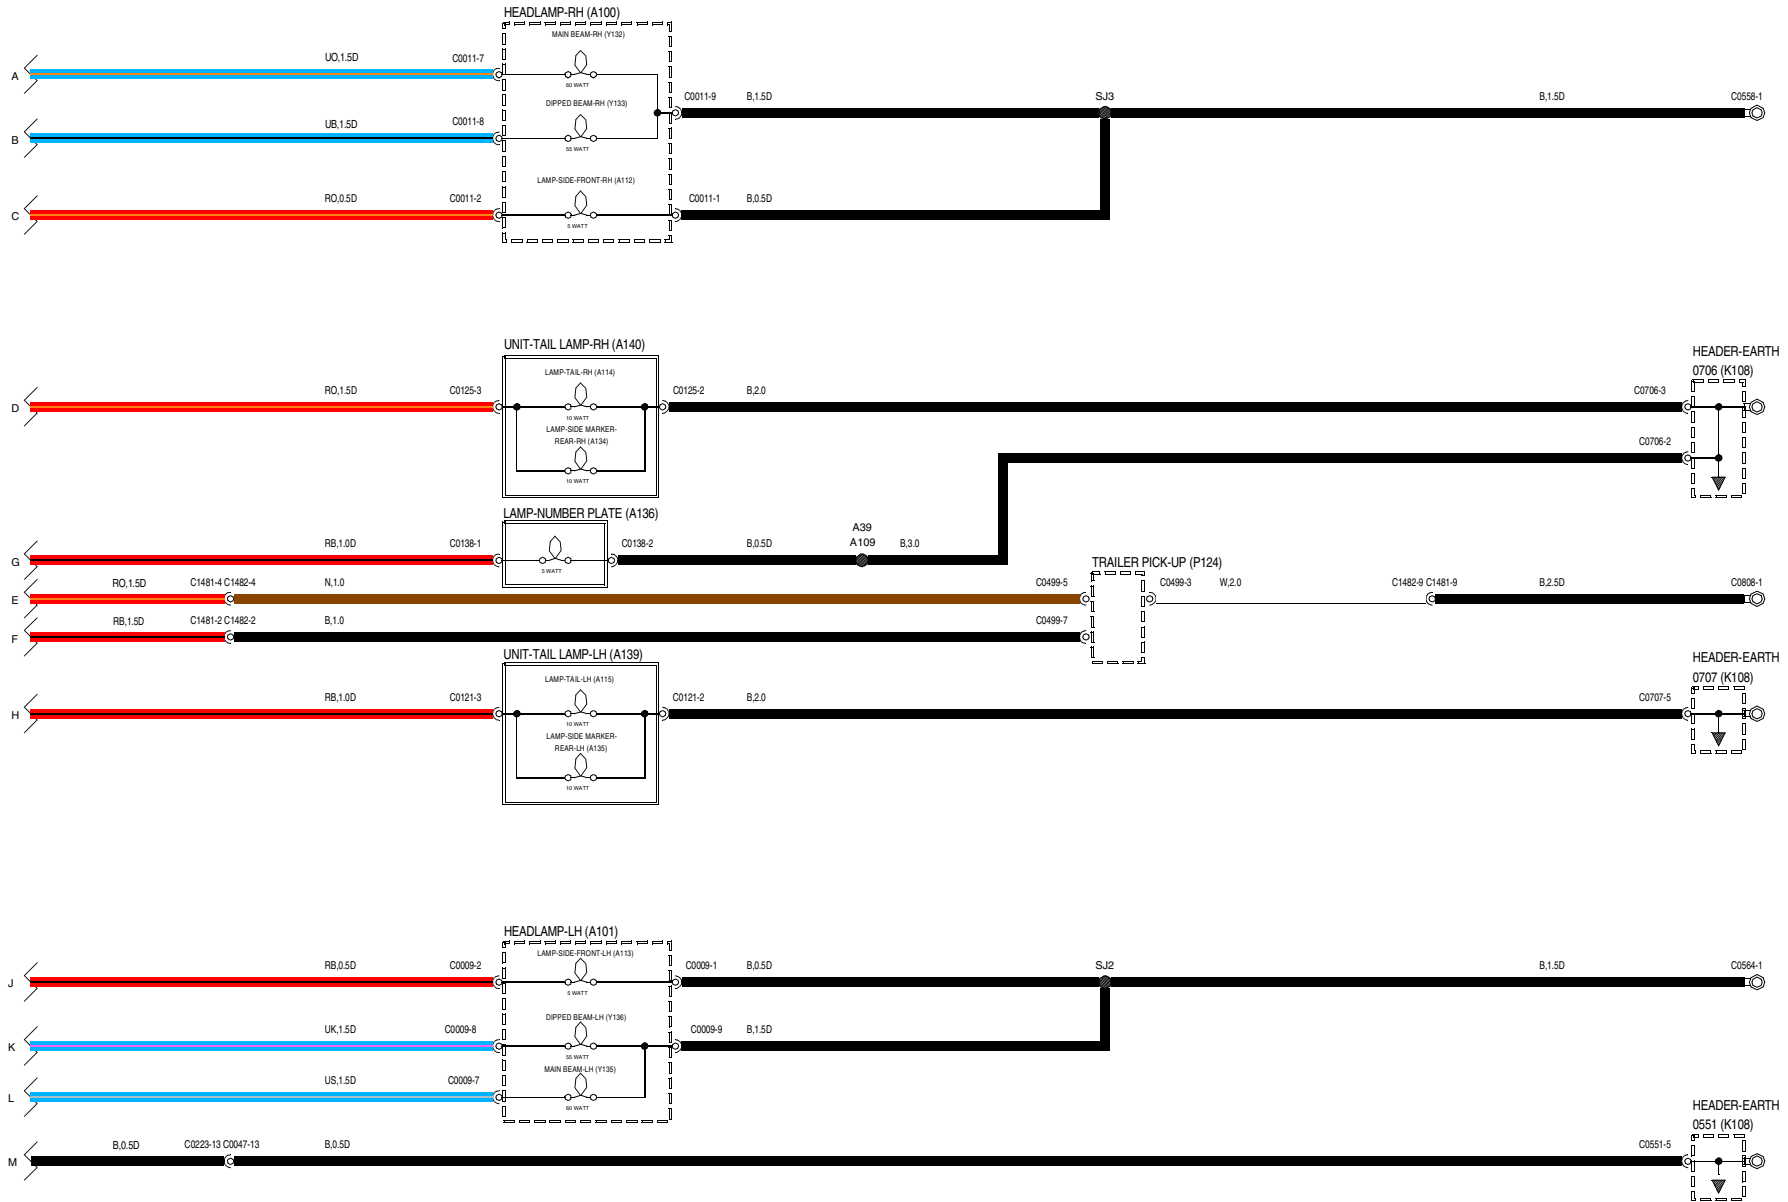 HEADLAMP-RH (A100)
MAIN BEAM-RH (Y132)
A
UO,1.5D
C0011-7
60 WATT
C0011-9
B,1.5D
SJ3
B,1.5D
C0558-1
DIPPED BEAM-RH (Y133)
B
UB,1.5D
C0011-8
55 WATT
LAMP-SIDE-FRONT-RH (A112)
C
RO,0.5D
C0011-2
5 WATT
C0011-1
B,0.5D
UNIT-TAIL LAMP-RH (A140)
HEADER-EARTH
0706 (K108)
LAMP-TAIL-RH (A114)
D
RO,1.5D
C0125-3
10 WATT
C0125-2
B,2.0
C0706-3
LAMP-SIDE MARKER-
REAR-RH (A134)
10 WATT
C0706-2
LAMP-NUMBER PLATE (A136)
G
RB,1.0D
C0138-1
5 WATT
C0138-2
B,0.5D
A39
A109
B,3.0
TRAILER PICK-UP (P124)
E
RO,1.5D
C1481-4 C1482-4
N,1.0
C0499-5
C0499-3
W,2.0
C1482-9 C1481-9
B,2.5D
C0808-1
F
RB,1.5D
C1481-2 C1482-2
B,1.0
C0499-7
UNIT-TAIL LAMP-LH (A139)
HEADER-EARTH
0707 (K108)
LAMP-TAIL-LH (A115)
H
RB,1.0D
C0121-3
10 WATT
C0121-2
B,2.0
C0707-5
LAMP-SIDE MARKER-
REAR-LH (A135)
10 WATT
HEADLAMP-LH (A101)
LAMP-SIDE-FRONT-LH (A113)
J
RB,0.5D
C0009-2
5 WATT
C0009-1
B,0.5D
SJ2
B,1.5D
C0564-1
DIPPED BEAM-LH (Y136)
K
UK,1.5D
C0009-8
55 WATT
C0009-9
B,1.5D
MAIN BEAM-LH (Y135)
L
US,1.5D
C0009-7
60 WATT
HEADER-EARTH
0551 (K108)
M
B,0.5D
C0223-13 C0047-13
B,0.5D
C0551-5